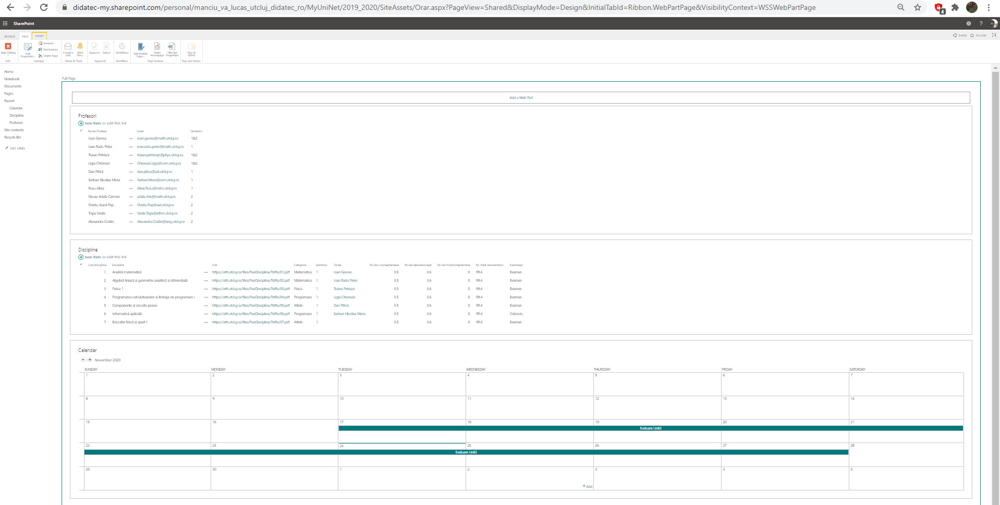 didatec-my.sharepoint.com/personal/manciu_va_lucas_utcluj_didatec_ro/MyUniNet/2019_2020/SiteAssets/Orar.aspx?PageView=Shared&DisplayMode=Design&InitialTabId=Ribbon.WebPartPage&VisibilityContext=WSSWebPartPage
4
SharePoint
?
BROWSE PAGE INSERT
SHARE FOLLOW
Stop Editing
Edit Properties
Versions
Permissions
Delete Page
E-mail a Link
Alert Me
Approve
Reject
Workflows
Edit Mobile Page
Make Homepage
Title Bar Properties
Tags & Notes
Edit Manage Share & Track Approval Workflow Page Actions Tags and Notes
Home
Notebook
Documents
Pages
Recent
Calendar
Discipline
Profesori
Site contents
Recycle Bin
EDIT LINKS
Full Page
Add a Web Part
Profesori
new item or edit this list
Nume Profesor Email Semestru
Ioan Gavrea ... ioan.gavrea@math.utcluj.ro 1&2
Ioan Radu Peter ... ioan.radu.peter@math.utcluj.ro 1
Traian Petrișor ... traian.petrisorjr@phys.utcluj.ro, 1&2
Ligia Chiorean ... Chiorean.Ligia@com.utcluj.ro 1&2
Dan Pitică ... dan.pitica@ael.utcluj.ro 1
Serban Nicolae Meza ... Serban.Meza@com.utcluj.ro 1
Rusu Alina ... Alina.Rusu@mdm.utcluj.ro 1
Novac Adela Carmen ... adela.chis@math.utcluj.ro 2
Ovidiu Aurel Pop ... Ovidiu.Pop@ael.utcluj.ro 2
Țopa Vasile ... Vasile.Topa@ethm.utcluj.ro 2
Alexandra Costin ... Alexandra.Costin@lang.utcluj.ro 2
Discipline
new item or edit this list
Cod disciplina Discipline Link Categorie Semestru Titular Nr.ore curs/saptamana Nr.ore laborator/sapt Nr.ore Proiect/saptamana Nr. total ore/semestru Examinare
1 Analiză matematică ... https://etti.utcluj.ro/files/FiseDisciplina/TstRo/01.pdf Matematica 1 Ioan Gavrea 3.5 3.6 0 99.4 Examen
2 Algebră liniară și geometrie analitică și diferențială ... https://etti.utcluj.ro/files/FiseDisciplina/TstRo/02.pdf Matematica 1 Ioan Radu Peter 3.5 3.6 0 99.4 Examen
3 Fizica 1 ... https://etti.utcluj.ro/files/FiseDisciplina/TstRo/03.pdf Fizica 1 Traian Petrișor 3.5 3.6 0 99.4 Examen
4 Programarea calculatoarelor și limbaje de programare I ... https://etti.utcluj.ro/files/FiseDisciplina/TstRo/04.pdf Programare 1 Ligia Chiorean 3.5 3.6 0 99.4 Examen
5 Componente și circuite pasive ... https://etti.utcluj.ro/files/FiseDisciplina/TstRo/05.pdf Altele 1 Dan Pitică 3.5 3.6 0 99.4 Examen
6 Informatică aplicată ... https://etti.utcluj.ro/files/FiseDisciplina/TstRo/06.pdf Programare 1 Serban Nicolae Meza 3.5 3.6 0 99.4 Colocviu
7 Educație fizică și sport I ... https://etti.utcluj.ro/files/FiseDisciplina/TstRo/07.pdf Altele 1 3.5 3.6 0 99.4 Examen
Calendar
November 2020
SUNDAY MONDAY TUESDAY WEDNESDAY THURSDAY FRIDAY SATURDAY
1 2 3 4 5 6 7
8 9 10 11 12 13 14
15 16 17 18 19 20 21
Evaluare Unit2
22 23 24 25 26 27 28
Evaluare Unit2
29 30 1 2 3 4 5
+ Add